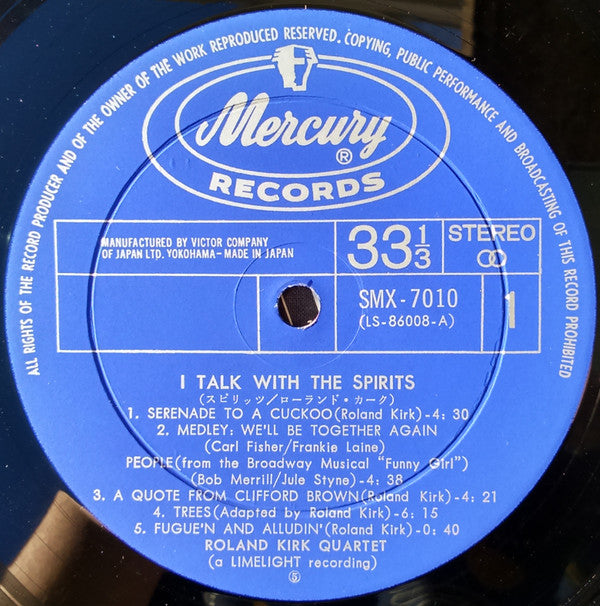 ALL RIGHTS OF THE RECORD PRODUCER AND OF THE OWNER OF THE WORK REPRODUCED RESERVED. COPYING, PUBLIC PERFORMANCE AND BROADCASTING OF THIS RECORD PROHIBITED
Mercury
®
RECORDS
MANUFACTURED BY VICTOR COMPANY
OF JAPAN LTD. YOKOHAMA-MADE IN JAPAN
33 1/3
STEREO
SMX-7010
(LS-86008-A)
1
I TALK WITH THE SPIRITS
(スピリッツ/ローランド・カーク)
1. SERENADE TO A CUCKOO(Roland Kirk)-4: 30
2. MEDLEY: WE'LL BE TOGETHER AGAIN
(Carl Fisher/Frankie Laine)
PEOPLE(from the Broadway Musical "Funny Girl")
(Bob Merrill/Jule Styne)-4: 38
3. A QUOTE FROM CLIFFORD BROWN(Roland Kirk)-4: 21
4. TREES(Adapted by Roland Kirk)-6: 15
5. FUGUE'N AND ALLUDIN'(Roland Kirk)-0: 40
ROLAND KIRK QUARTET
(a LIMELIGHT recording)
⑤